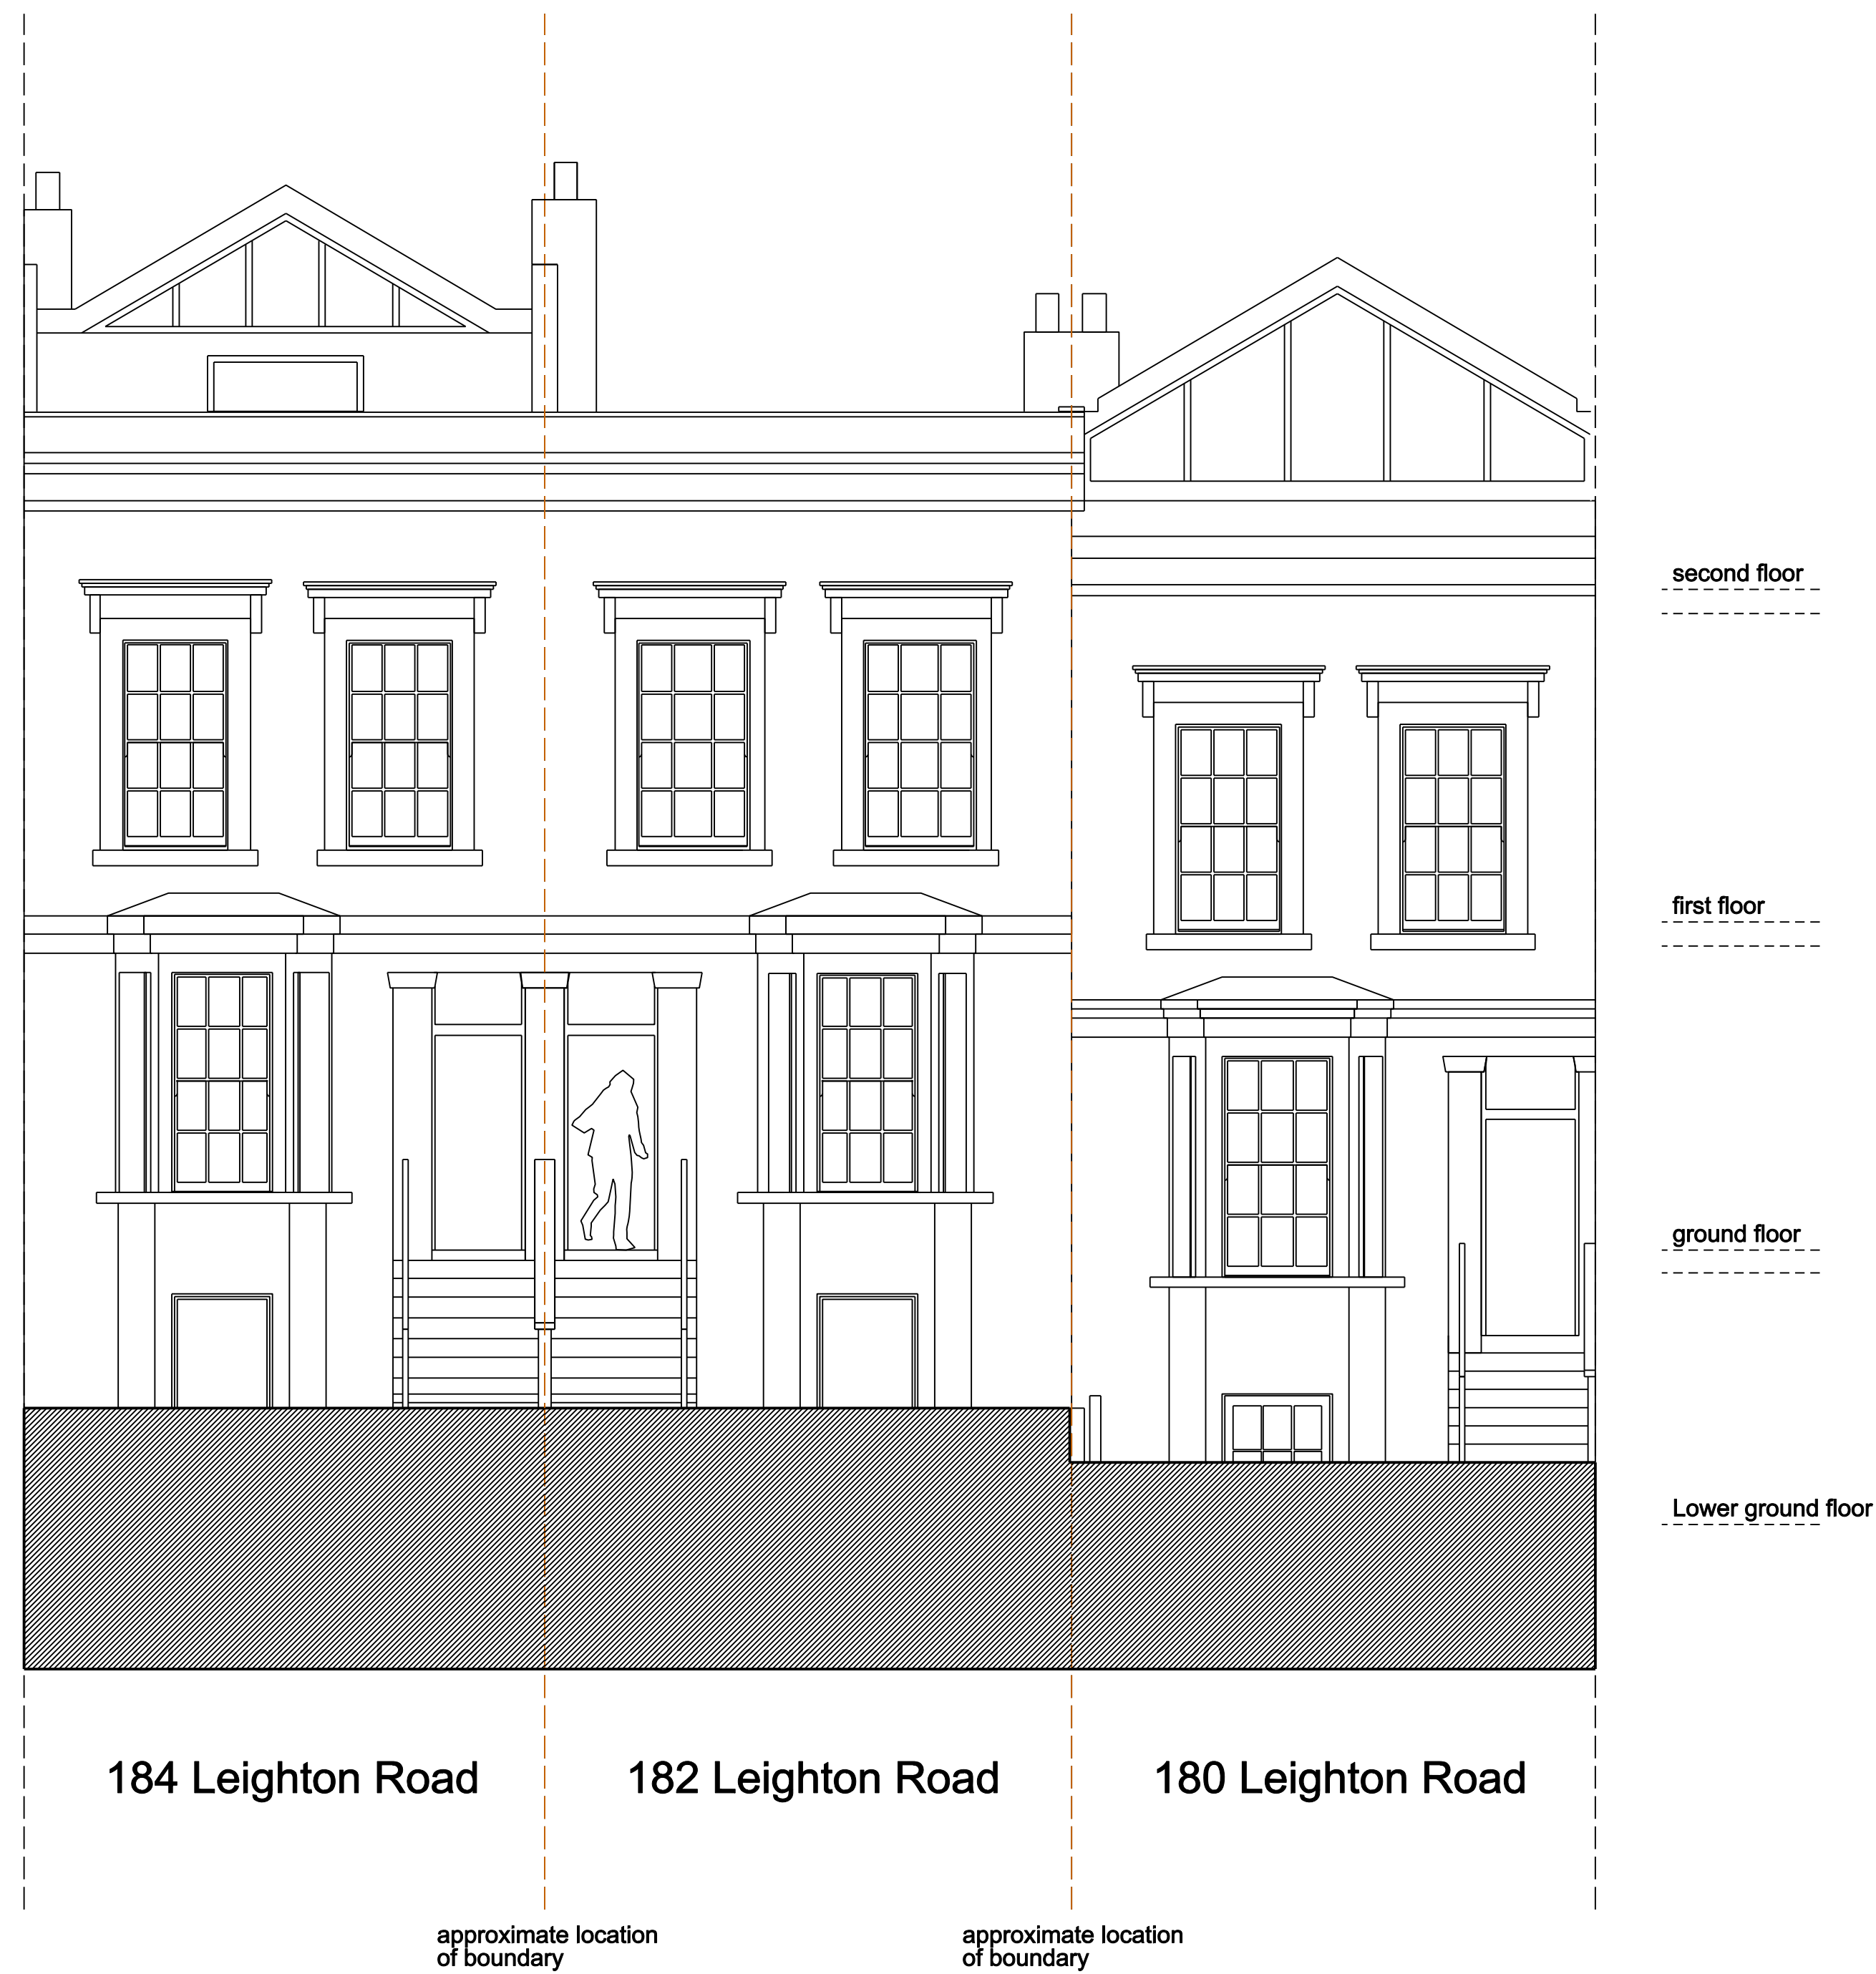 second floor
first floor
ground floor
Lower ground floor
184 Leighton Road
182 Leighton Road
180 Leighton Road
approximate location
of boundary
approximate location
of boundary